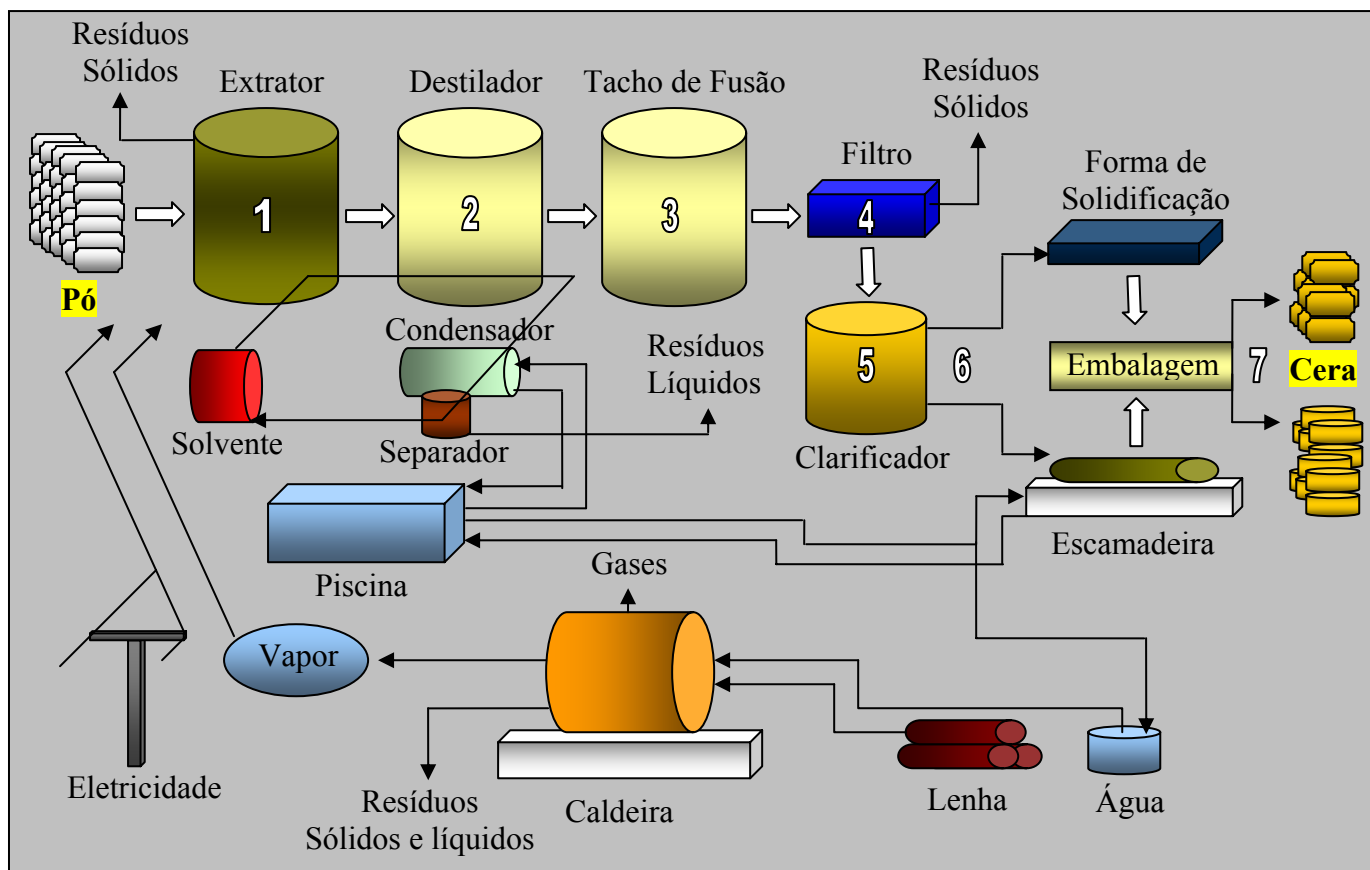 Resíduos
Sólidos
Extrator
Destilador
Tacho de Fusão
Resíduos
Sólidos
Filtro
Forma de
Solidificação
1
2
3
4
Pó
Condensador
Resíduos
Líquidos
5
6
Embalagem
7
Cera
Solvente
Separador
Clarificador
Piscina
Escamadeira
Gases
Vapor
Eletricidade
Resíduos
Sólidos e líquidos
Caldeira
Lenha
Água